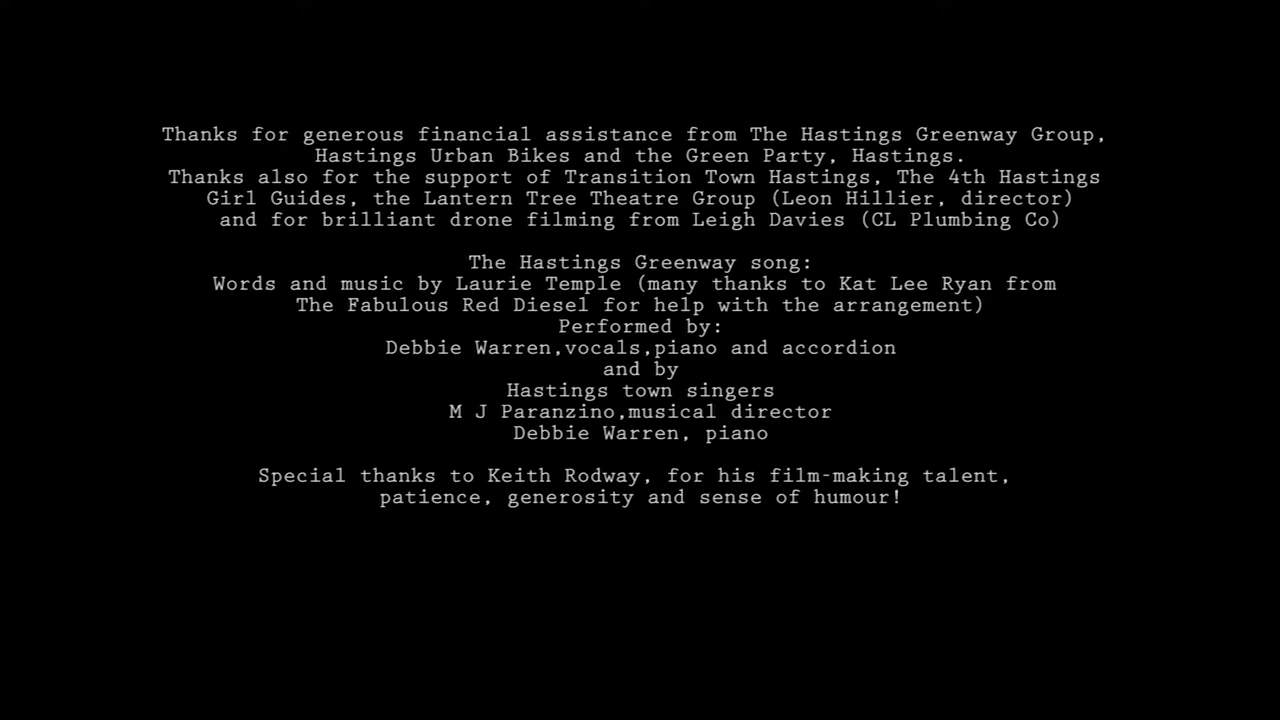 Thanks for generous financial assistance from The Hastings Greenway Group,
Hastings Urban Bikes and the Green Party, Hastings.
Thanks also for the support of Transition Town Hastings, The 4th Hastings
Girl Guides, the Lantern Tree Theatre Group (Leon Hillier, director)
and for brilliant drone filming from Leigh Davies (CL Plumbing Co)
The Hastings Greenway song:
Words and music by Laurie Temple (many thanks to Kat Lee Ryan from
The Fabulous Red Diesel for help with the arrangement)
Performed by:
Debbie Warren,vocals,piano and accordion
and by
Hastings town singers
M J Paranzino,musical director
Debbie Warren, piano
Special thanks to Keith Rodway, for his film-making talent,
patience, generosity and sense of humour!